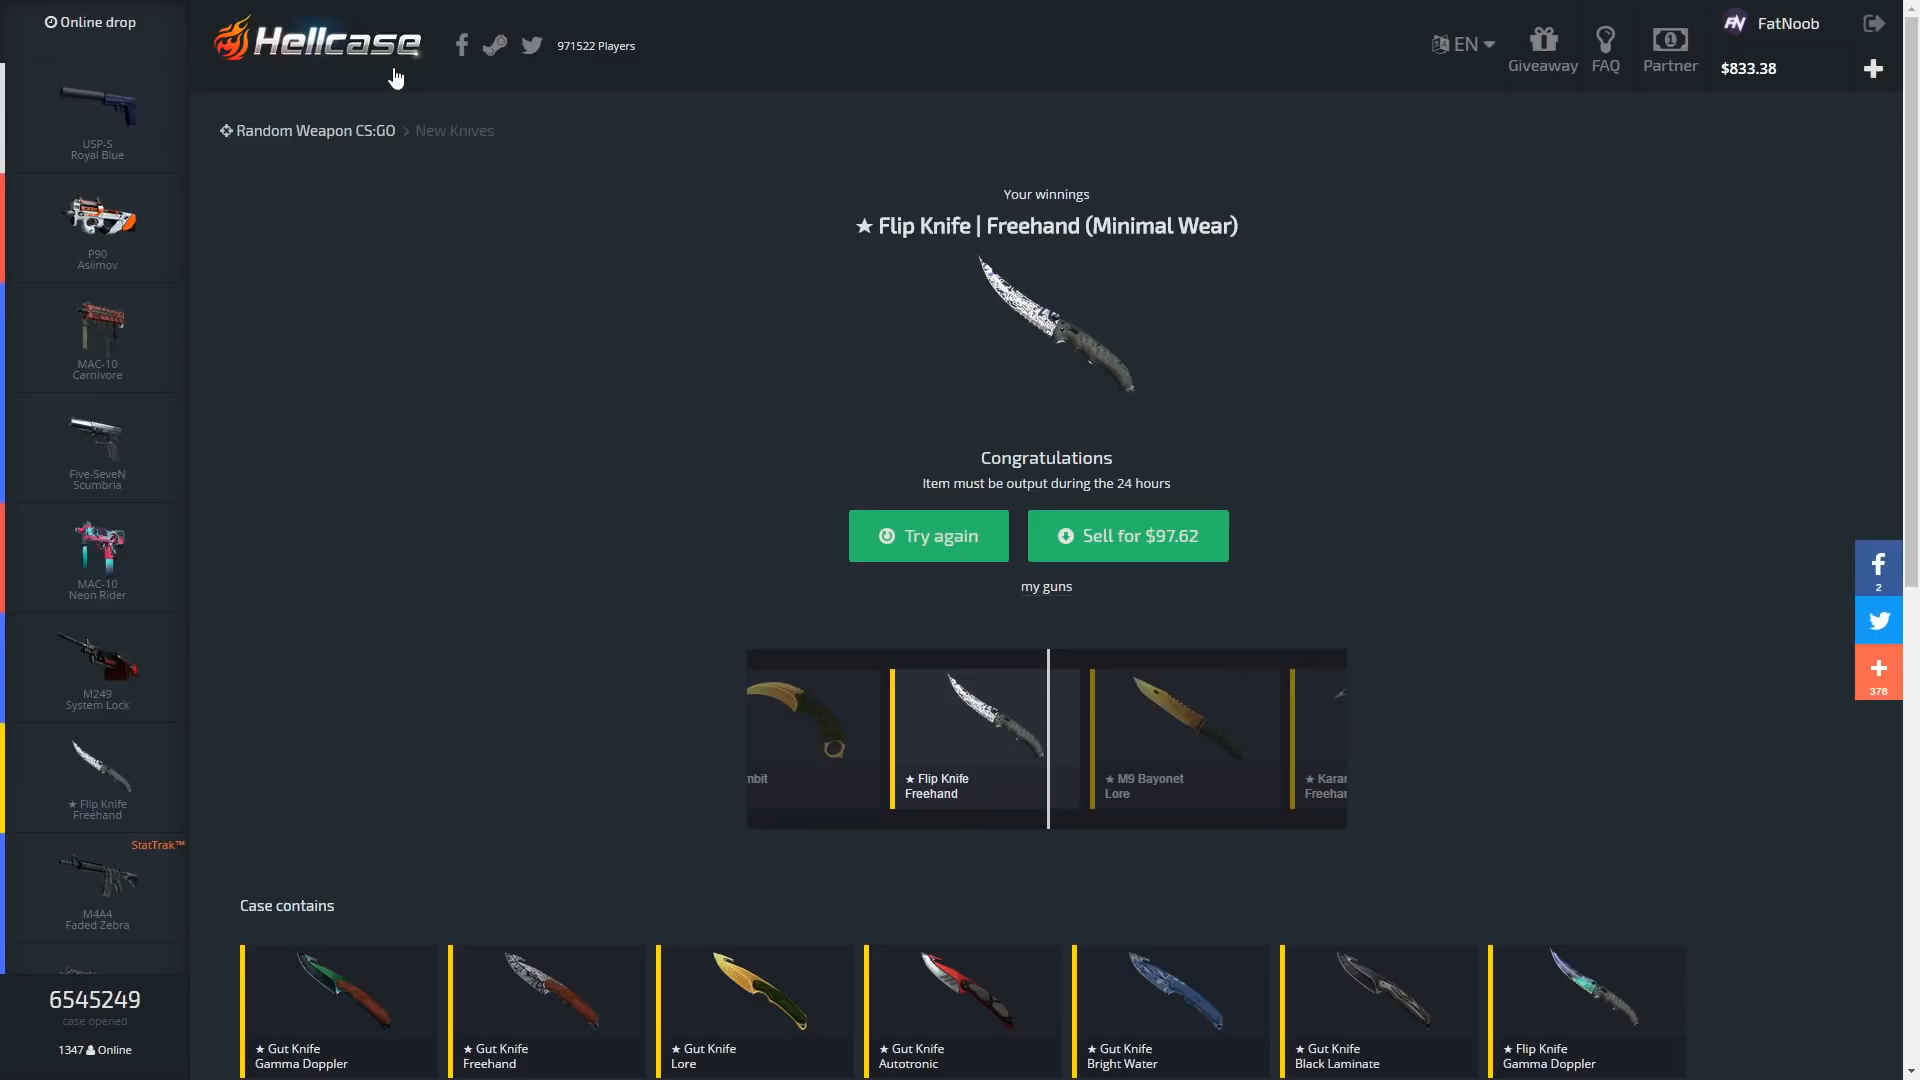 Online drop
Hellcase
971522 Players
EN
Giveaway
FAQ
Partner
FN
FatNoob
$833.38
Random Weapon CS:GO > New Knives
USP-S
Royal Blue
P90
Asiimov
MAC-10
Carnivore
Five-SeveN
Scumbria
MAC-10
Neon Rider
M249
System Lock
★ Flip Knife
Freehand
StatTrak™
M4A4
Faded Zebra
6545249
case opened
1347 Online
Your winnings
★ Flip Knife | Freehand (Minimal Wear)
Congratulations
Item must be output during the 24 hours
Try again
Sell for $97.62
my guns
mbit
★ Flip Knife
Freehand
★ M9 Bayonet
Lore
★ Karam
Freehan
2
376
Case contains
★ Gut Knife
Gamma Doppler
★ Gut Knife
Freehand
★ Gut Knife
Lore
★ Gut Knife
Autotronic
★ Gut Knife
Bright Water
★ Gut Knife
Black Laminate
★ Flip Knife
Gamma Doppler